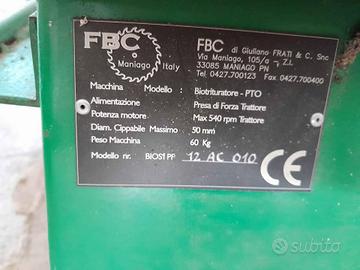 FBC
Maniago Italy
FBC di Giuliano FRATI & C. Snc
Via Maniago, 105/a - Z.I.
33085 MANIAGO PN
Tel. 0427.700123 Fax 0427.700400
Macchina Modello : Biotrituratore - PTO
Alimentazione Presa di Forza Trattore
Potenza motore Max 540 rpm Trattore
Diam. Cippabile Massimo 50 mm
Peso Macchina 60 Kg
Modello nr. BIOS1 PF 12 AC 010 CE
subito